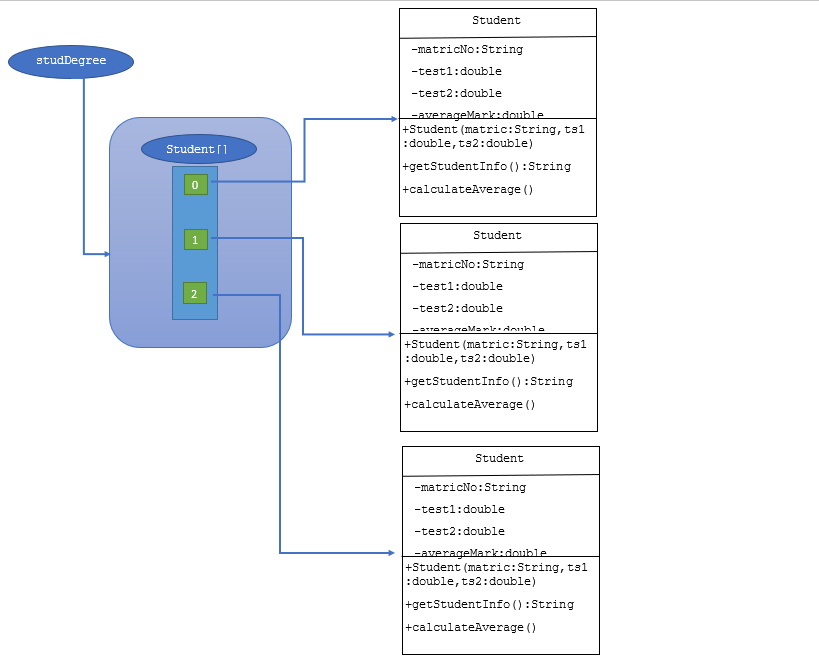 studDegree
Student[]
0
1
2
Student
-matricNo:String
-test1:double
-test2:double
-averageMark:double
+Student(matric:String,ts1
:double,ts2:double)
+getStudentInfo():String
+calculateAverage()
Student
-matricNo:String
-test1:double
-test2:double
-averageMark:double
+Student(matric:String,ts1
:double,ts2:double)
+getStudentInfo():String
+calculateAverage()
Student
-matricNo:String
-test1:double
-test2:double
-averageMark:double
+Student(matric:String,ts1
:double,ts2:double)
+getStudentInfo():String
+calculateAverage()